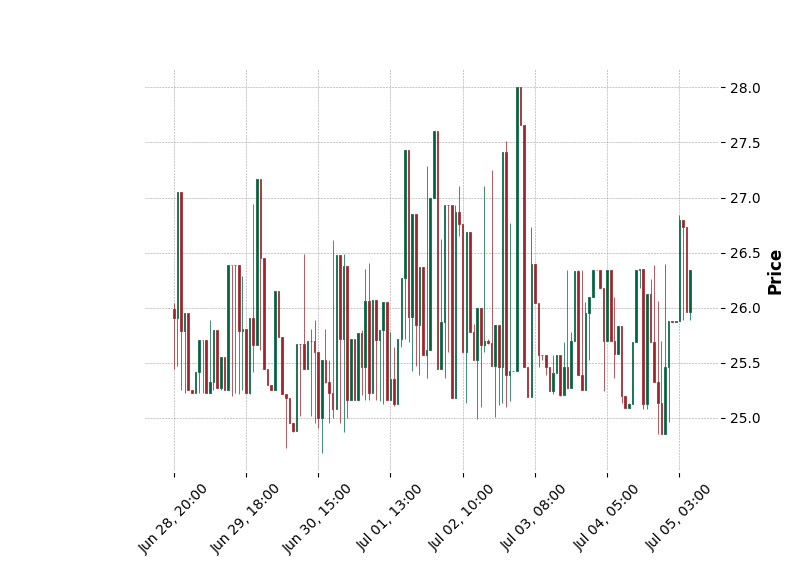 28.0
27.5
27.0
26.5
26.0
25.5
25.0
Price
Jun 28, 20:00
Jun 29, 18:00
Jun 30, 15:00
Jul 01, 13:00
Jul 02, 10:00
Jul 03, 08:00
Jul 04, 05:00
Jul 05, 03:00